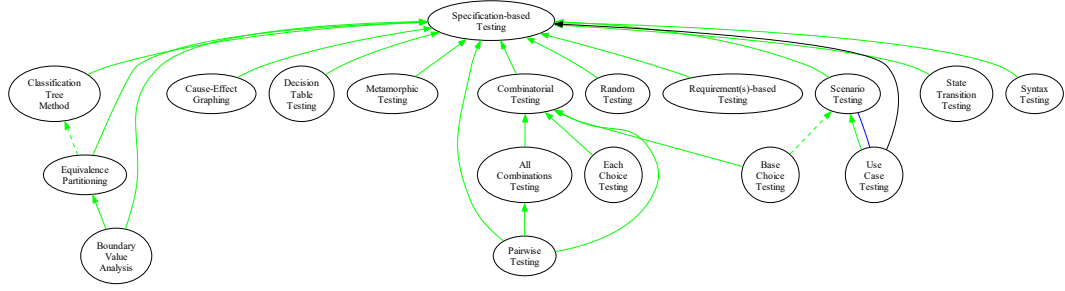 Specification-based
Testing
Classification
Tree
Method
Cause-Effect
Graphing
Decision
Table
Testing
Metamorphic
Testing
Combinatorial
Testing
Random
Testing
Requirement(s)-based
Testing
Scenario
Testing
State
Transition
Testing
Syntax
Testing
Equivalence
Partitioning
All
Combinations
Testing
Each
Choice
Testing
Base
Choice
Testing
Use
Case
Testing
Boundary
Value
Analysis
Pairwise
Testing